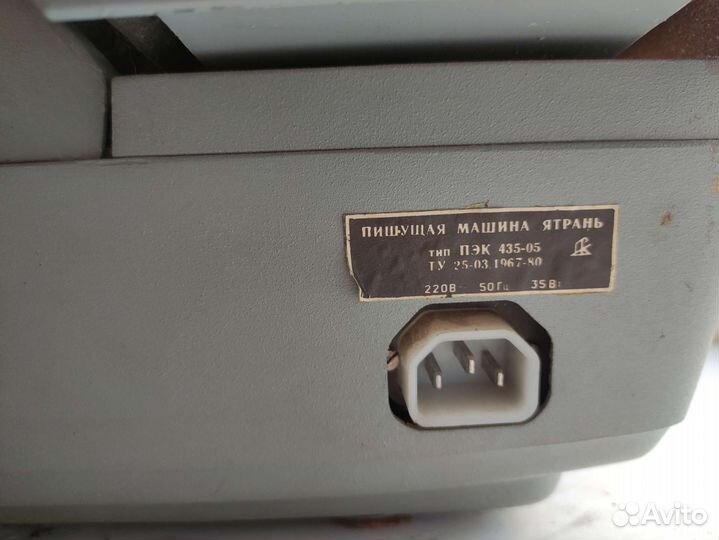 ПИШУЩАЯ МАШИНА ЯТРАНЬ
тип ПЭК 435-05
ТУ 25-03.1967-80
220В~ 50Гц 35Вт
Avito